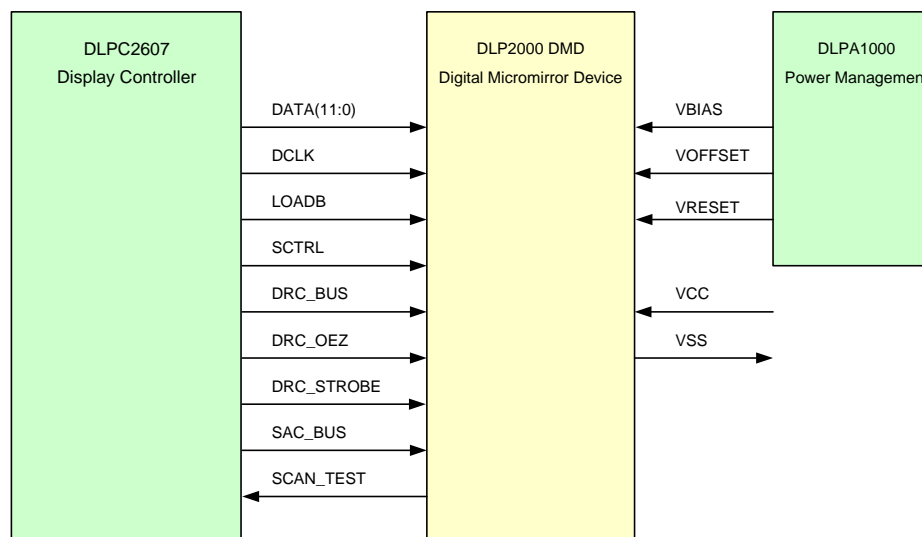 DLPC2607
Display Controller
DLP2000 DMD
Digital Micromirror Device
DLPA1000
Power Managemen
DATA(11:0)
DCLK
LOADB
SCTRL
DRC_BUS
DRC_OEZ
DRC_STROBE
SAC_BUS
SCAN_TEST
VBIAS
VOFFSET
VRESET
VCC
VSS